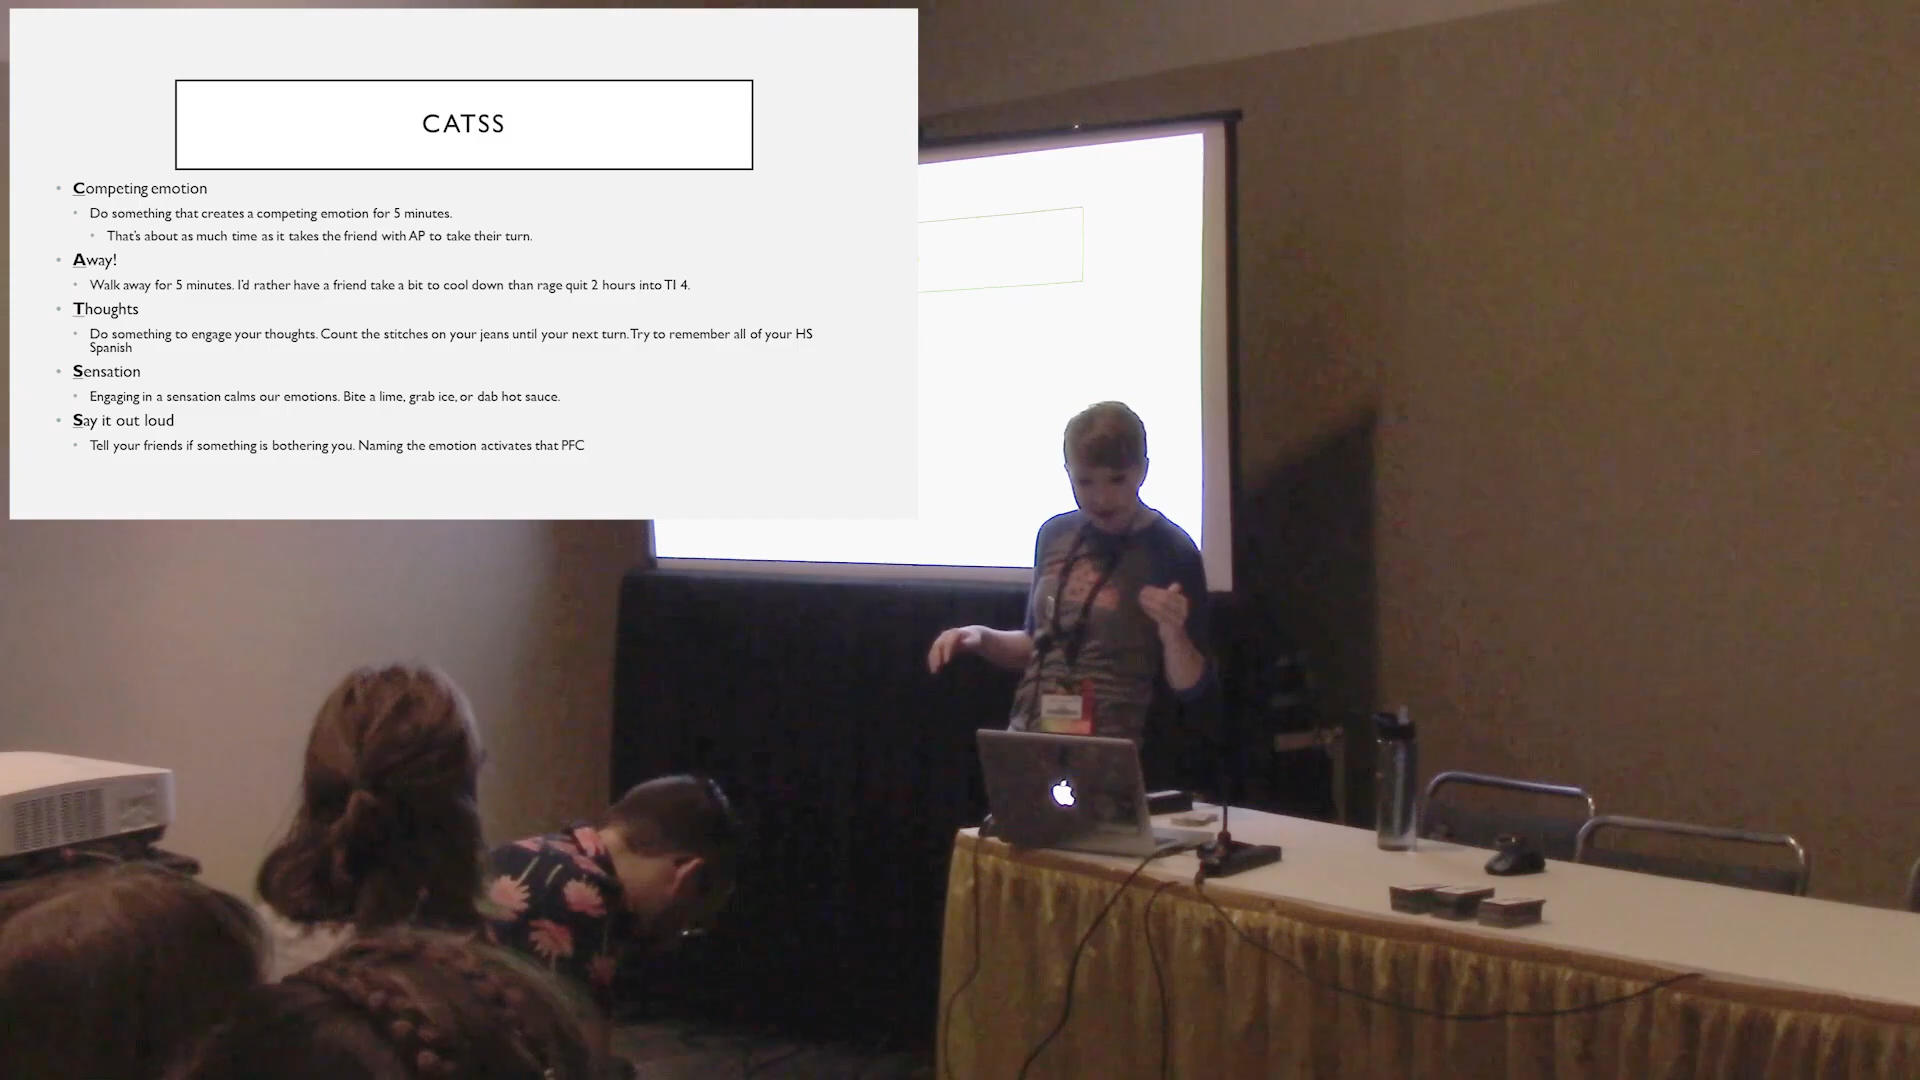 CATSS
• Competing emotion
• Do something that creates a competing emotion for 5 minutes.
• That's about as much time as it takes the friend with AP to take their turn.
• Away!
• Walk away for 5 minutes. I'd rather have a friend take a bit to cool down than rage quit 2 hours into TI 4.
• Thoughts
• Do something to engage your thoughts. Count the stitches on your jeans until your next turn. Try to remember all of your HS
Spanish
• Sensation
• Engaging in a sensation calms our emotions. Bite a lime, grab ice, or dab hot sauce.
• Say it out loud
• Tell your friends if something is bothering you. Naming the emotion activates that PFC